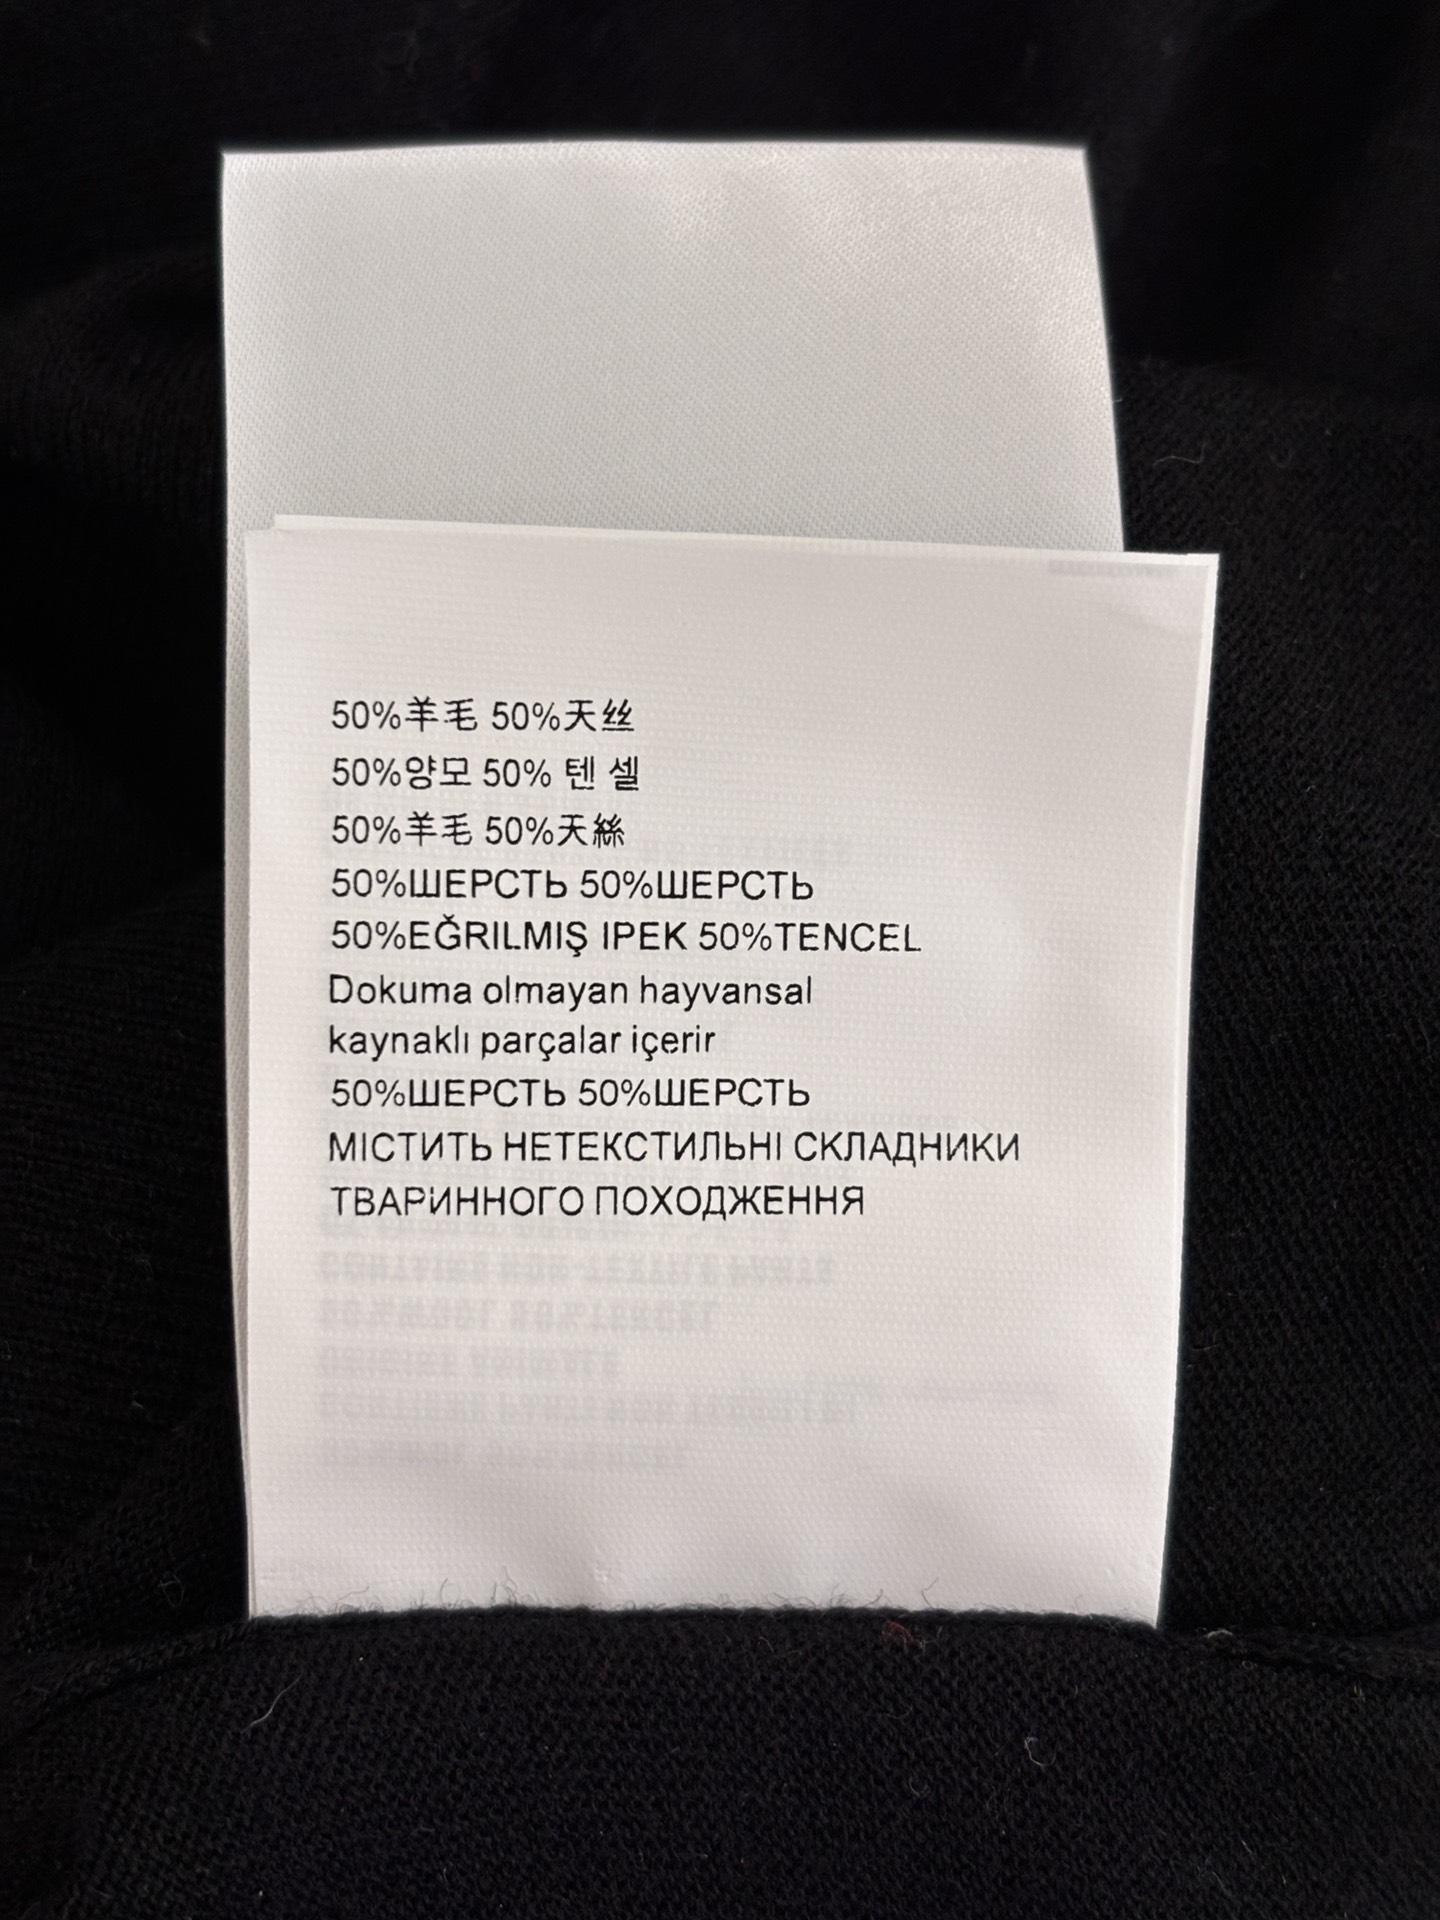 50%羊毛 50%天丝
50%양모 50% 텐 셀
50%羊毛 50%天絲
50%ШЕРСТЬ 50%ШЕРСТЬ
50%EĞRILMIŞ IPEK 50%TENCEL
Dokuma olmayan hayvansal
kaynaklı parçalar içerir
50%ШЕРСТЬ 50%ШЕРСТЬ
МІСТИТЬ НЕТЕКСТИЛЬНІ СКЛАДНИКИ
ТВАРИННОГО ПОХОДЖЕННЯ